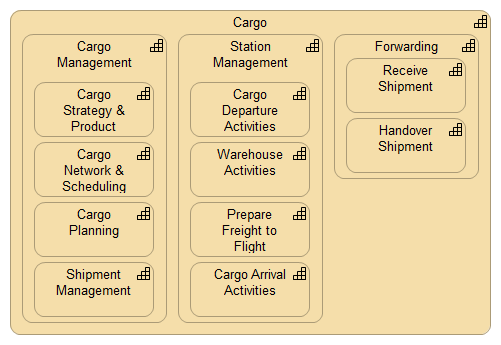 Cargo
Cargo
Management
Cargo
Strategy &
Product
Cargo
Network &
Scheduling
Cargo
Planning
Shipment
Management
Station
Management
Cargo
Departure
Activities
Warehouse
Activities
Prepare
Freight to
Flight
Cargo Arrival
Activities
Forwarding
Receive
Shipment
Handover
Shipment